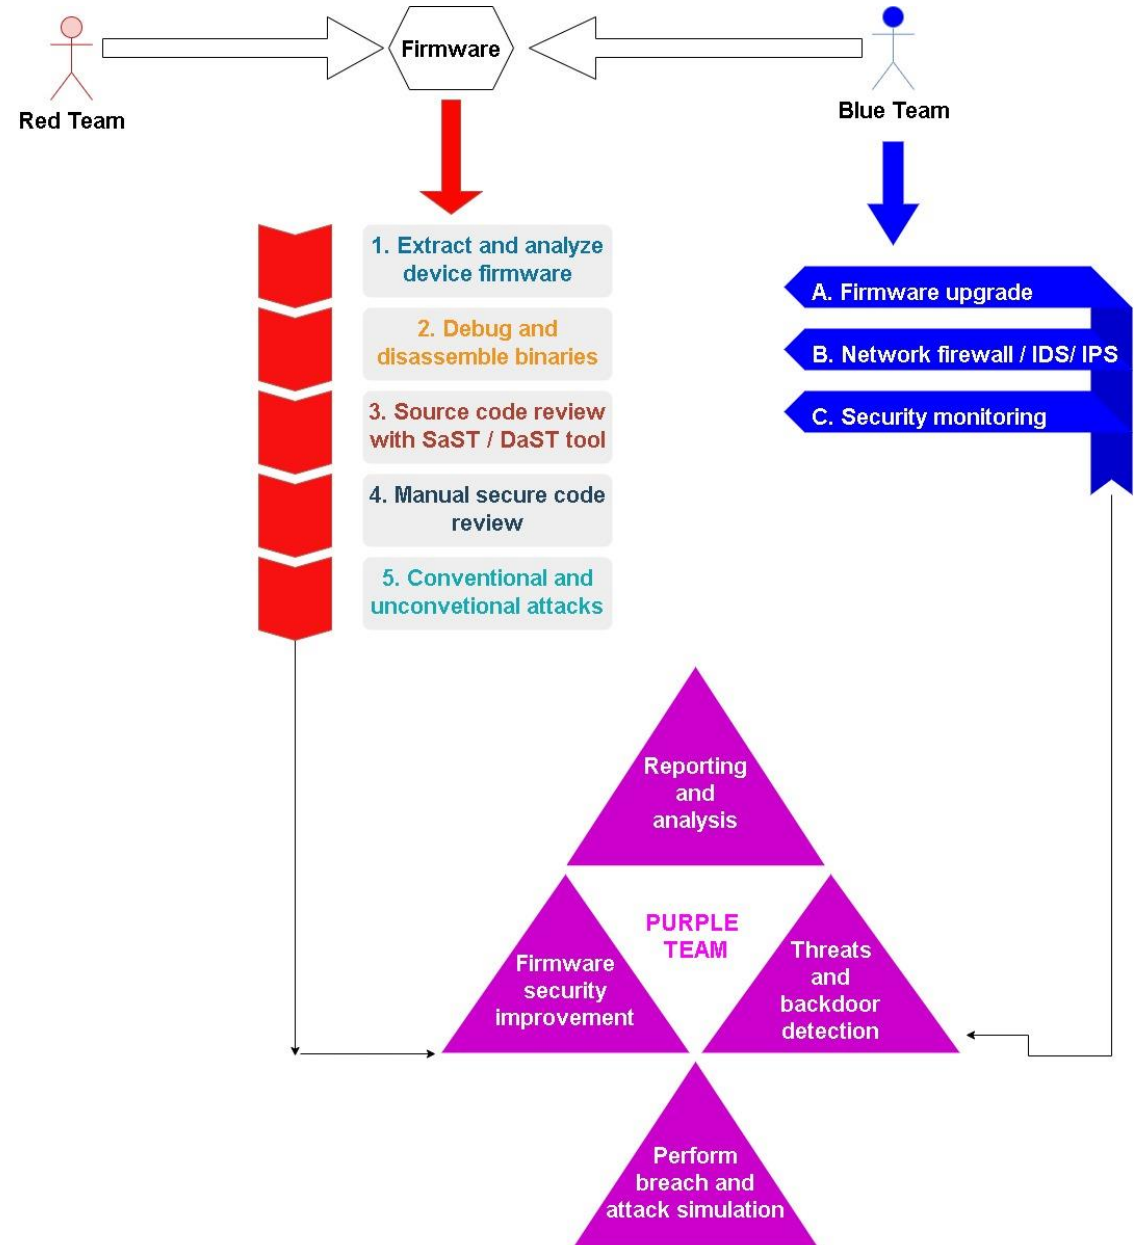 Firmware
Red Team
Blue Team
1. Extract and analyze
device firmware
2. Debug and
disassemble binaries
3. Source code review
with SaST / DaST tool
4. Manual secure code
review
5. Conventional and
unconvetional attacks
A. Firmware upgrade
B. Network firewall / IDS/ IPS
C. Security monitoring
Reporting
and
analysis
PURPLE
TEAM
Firmware
security
improvement
Threats
and
backdoor
detection
Perform
breach and
attack simulation